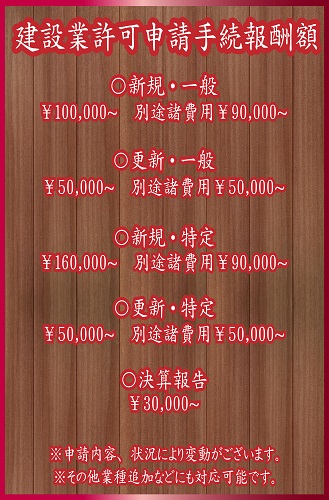 建設業許可申請手続報酬額
○新規・一般
￥100,000~　別途諸費用￥90,000~
○更新・一般
￥50,000~　別途諸費用￥50,000~
○新規・特定
￥160,000~　別途諸費用￥90,000~
○更新・特定
￥50,000~　別途諸費用￥50,000~
○決算報告
￥30,000~
※申請内容、状況により変動がございます。
※その他業種追加などにも対応可能です。